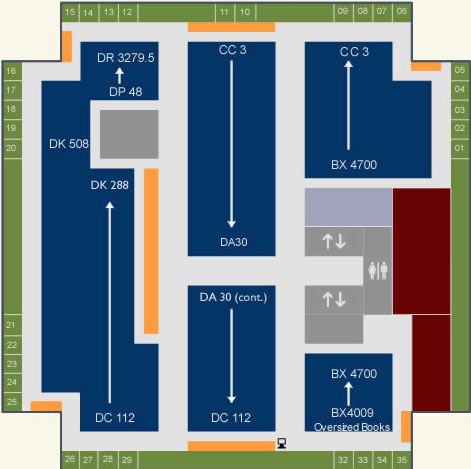 15 14 13 12 11 10 09 08 07 06
DR 3279.5
CC 3
CC 3
16 05
17 04
DP 48
18 03
19 02
DK 508
20 01
BX 4700
DK 288
DA30
DA 30 (cont.)
21
22
23
24
25
BX 4700
DC 112
DC 112
BX4009
Oversized Books
26 27 28 29 32 33 34 35